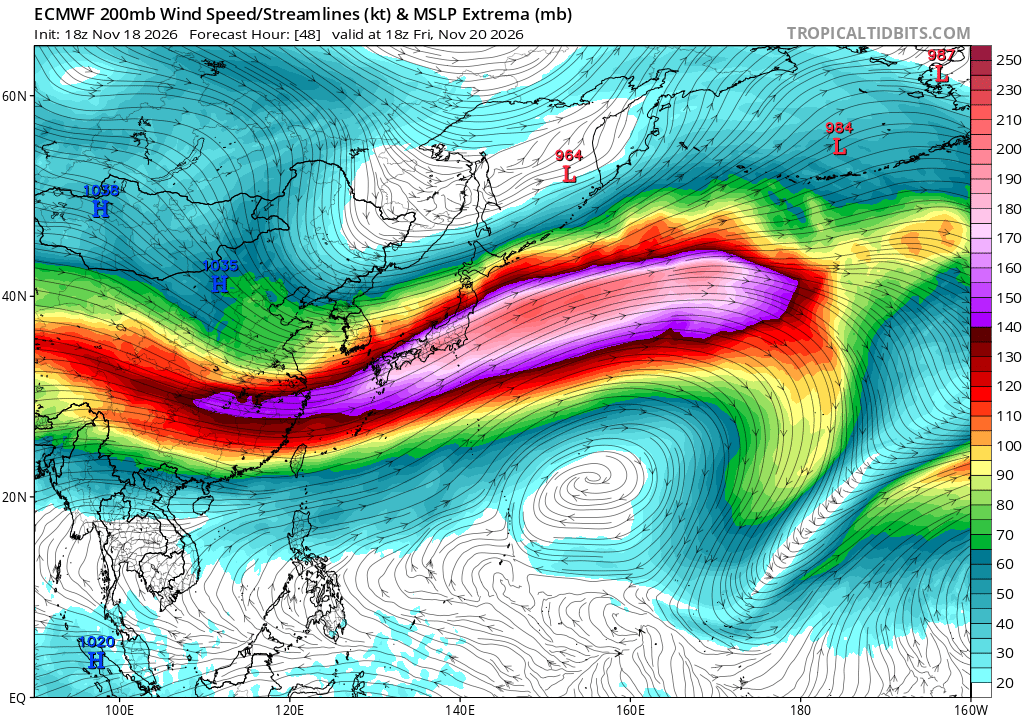 ECMWF 200mb Wind Speed/Streamlines (kt) & MSLP Extrema (mb)
Init: 18z Nov 18 2026 Forecast Hour: [48] valid at 18z Fri, Nov 20 2026
TROPICALTIDBITS.COM
987
L
984
L
964
L
1038
H
1035
H
1020
H
60N
40N
20N
EQ
100E
120E
140E
160E
180
160W
250
230
220
210
200
190
180
170
160
150
140
130
120
110
100
90
80
70
60
50
40
30
20